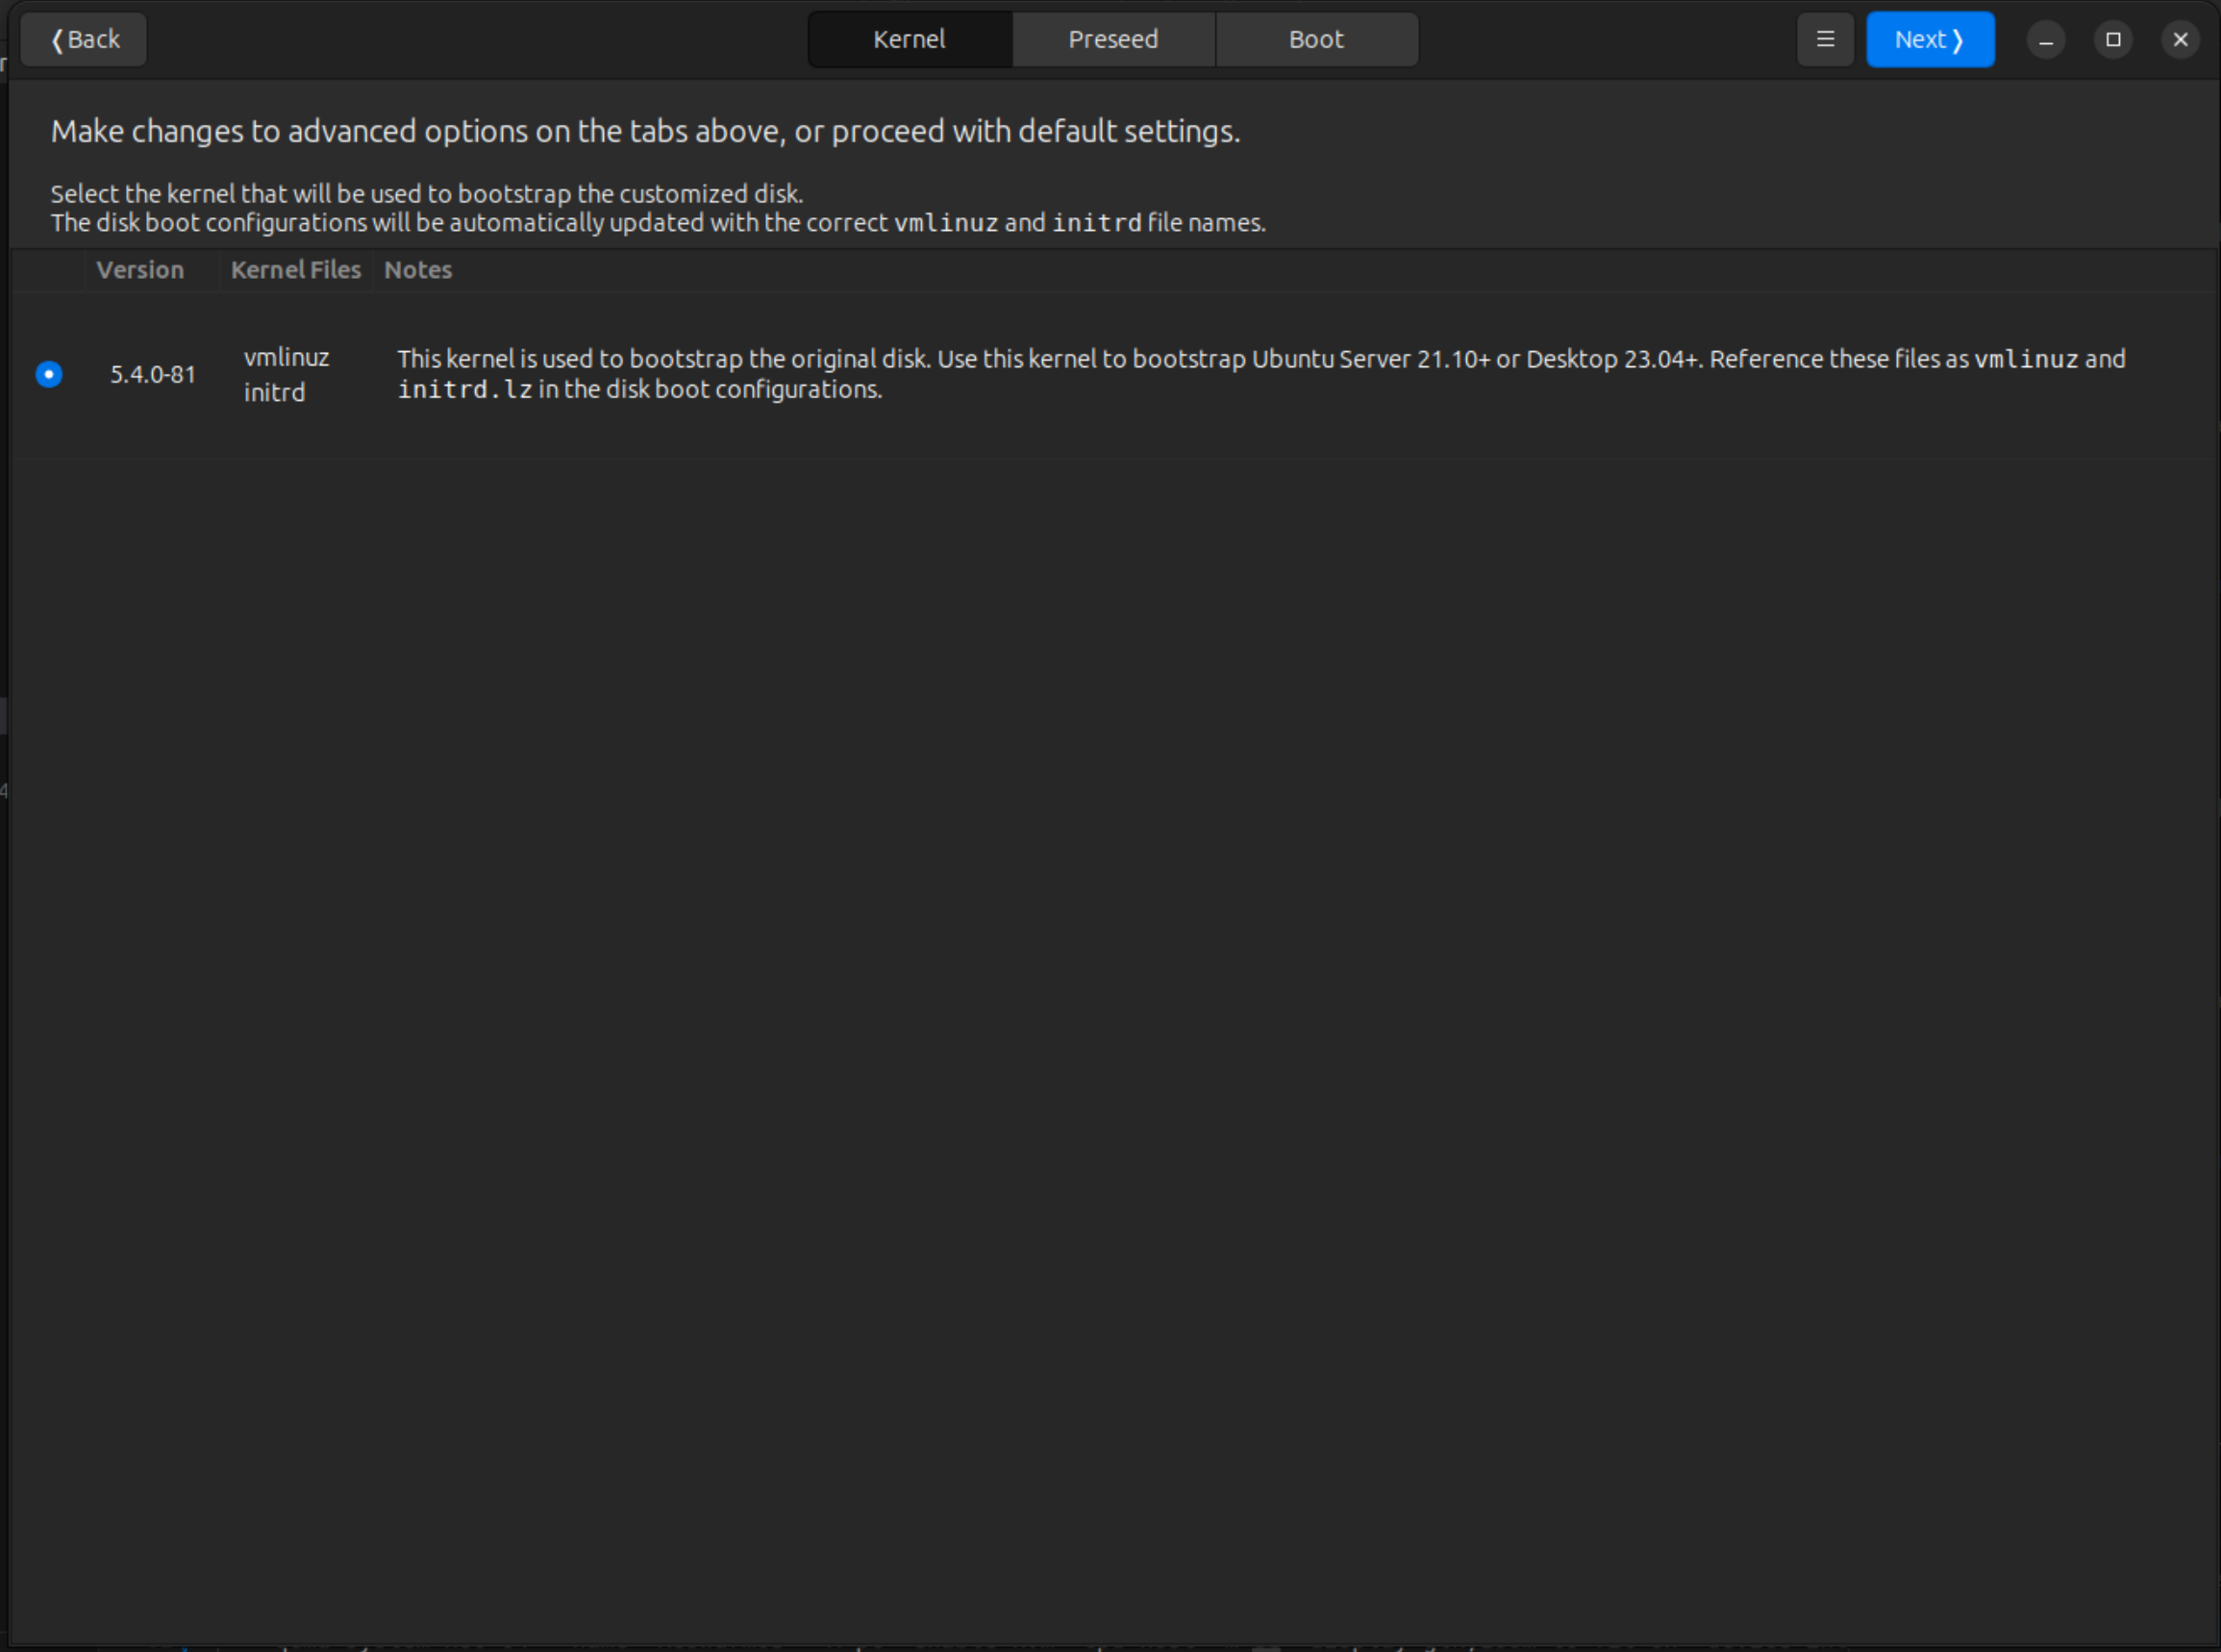 ❬Back
Kernel
Preseed
Boot
Next❭
Make changes to advanced options on the tabs above, or proceed with default settings.
Select the kernel that will be used to bootstrap the customized disk.
The disk boot configurations will be automatically updated with the correct vmlinuz and initrd file names.
Version Kernel Files Notes
5.4.0-81
vmlinuz
initrd
This kernel is used to bootstrap the original disk. Use this kernel to bootstrap Ubuntu Server 21.10+ or Desktop 23.04+. Reference these files as vmlinuz and
initrd.lz in the disk boot configurations.